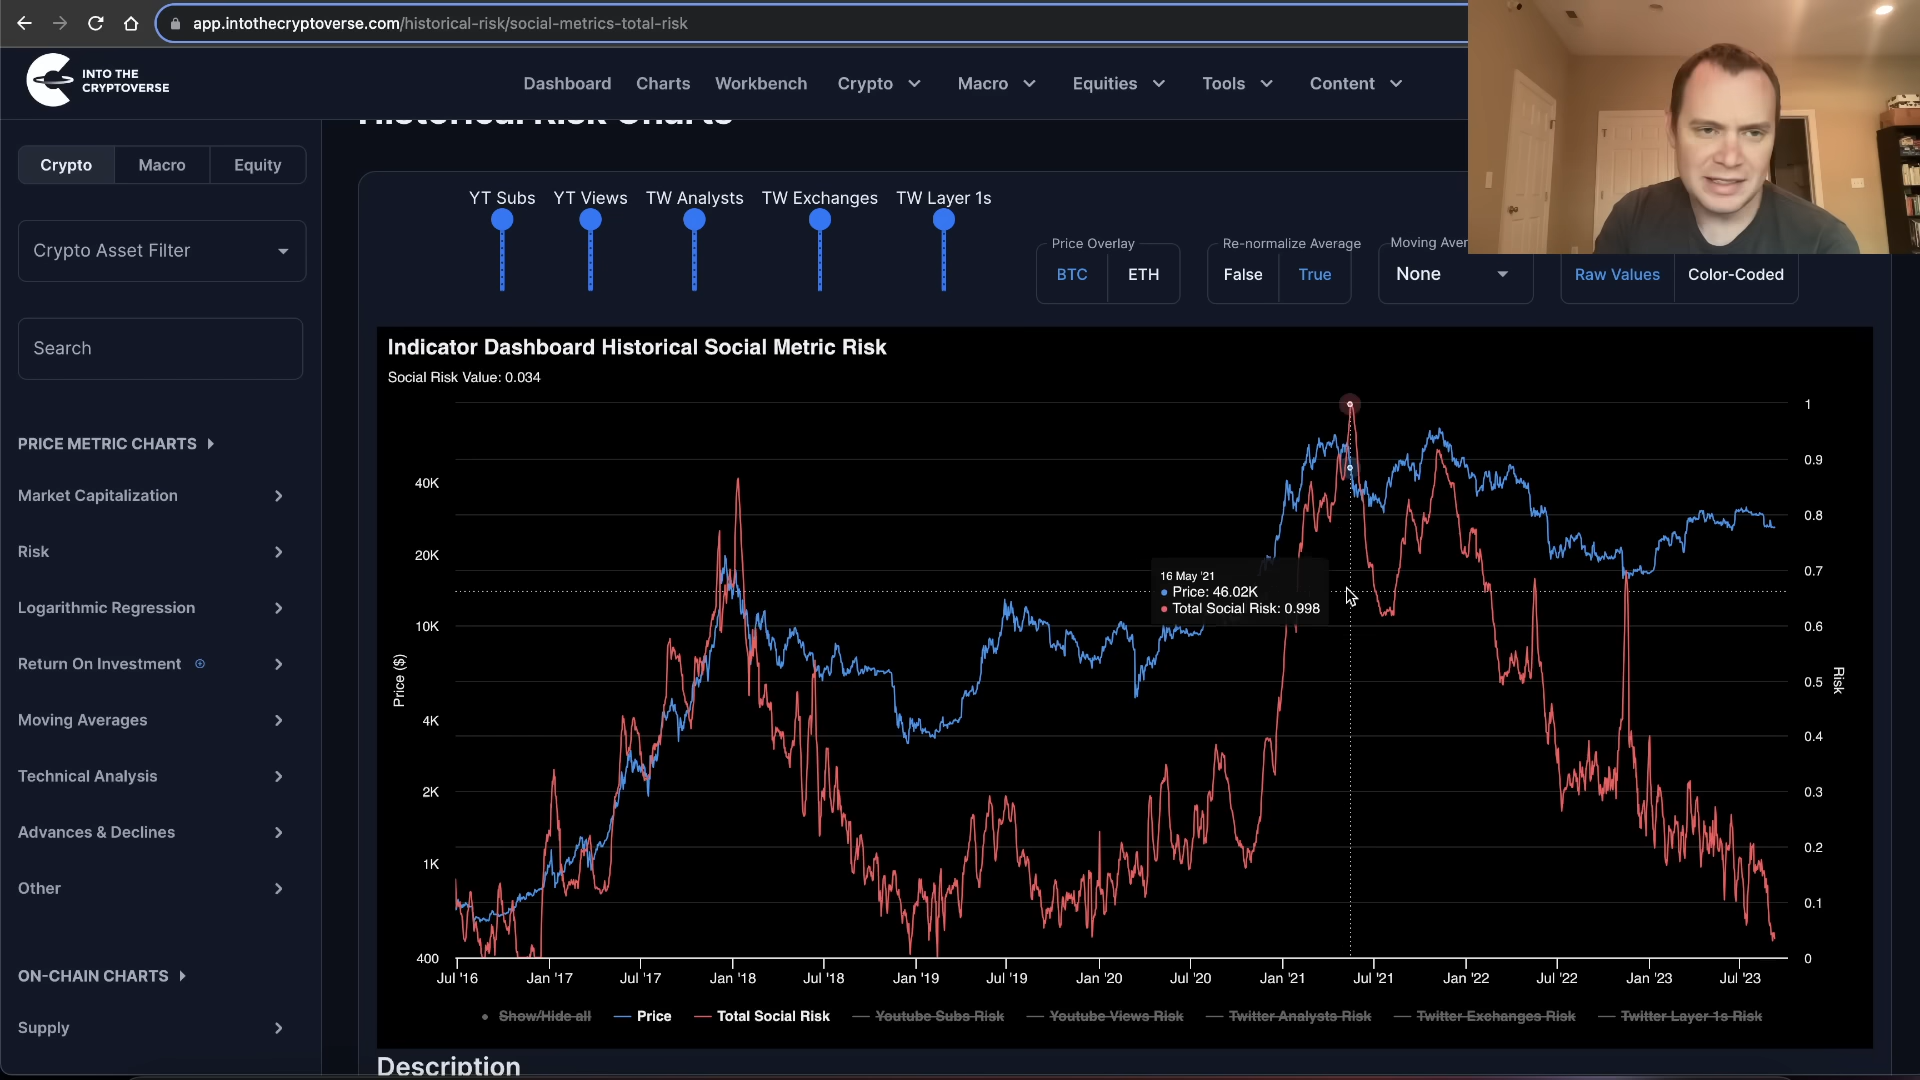 app.intothecryptoverse.com/historical-risk/social-metrics-total-risk
INTO THE
CRYPTOVERSE
Dashboard Charts Workbench Crypto Macro Equities Tools Content
Historical Risk Charts
Crypto Macro Equity
Crypto Asset Filter
Search
PRICE METRIC CHARTS
Market Capitalization
Risk
Logarithmic Regression
Return On Investment
Moving Averages
Technical Analysis
Advances & Declines
Other
ON-CHAIN CHARTS
Supply
YT Subs YT Views TW Analysts TW Exchanges TW Layer 1s
Price Overlay
BTC ETH
Re-normalize Average
False True
Moving Aver
None
Raw Values Color-Coded
Indicator Dashboard Historical Social Metric Risk
Social Risk Value: 0.034
40K
20K
10K
4K
2K
1K
400
Price ($)
16 May '21
Price: 46.02K
Total Social Risk: 0.998
1
0.9
0.8
0.7
0.6
0.5
0.4
0.3
0.2
0.1
0
Risk
Jul '16 Jan '17 Jul '17 Jan '18 Jul '18 Jan '19 Jul '19 Jan '20 Jul '20 Jan '21 Jul '21 Jan '22 Jul '22 Jan '23 Jul '23
Show/Hide all Price Total Social Risk Youtube Subs Risk Youtube Views Risk Twitter Analysts Risk Twitter Exchanges Risk Twitter Layer 1s Risk
Description